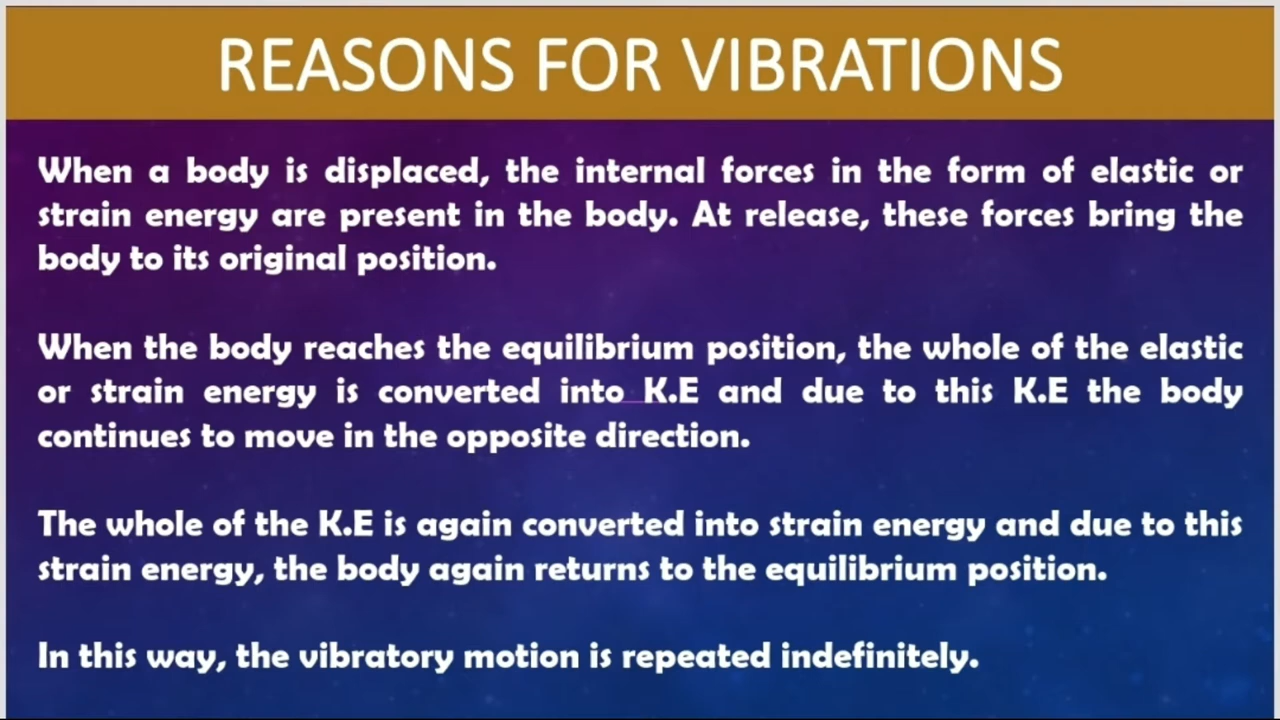 REASONS FOR VIBRATIONS
When a body is displaced, the internal forces in the form of elastic or
strain energy are present in the body. At release, these forces bring the
body to its original position.
When the body reaches the equilibrium position, the whole of the elastic
or strain energy is converted into K.E and due to this K.E the body
continues to move in the opposite direction.
The whole of the K.E is again converted into strain energy and due to this
strain energy, the body again returns to the equilibrium position.
In this way, the vibratory motion is repeated indefinitely.